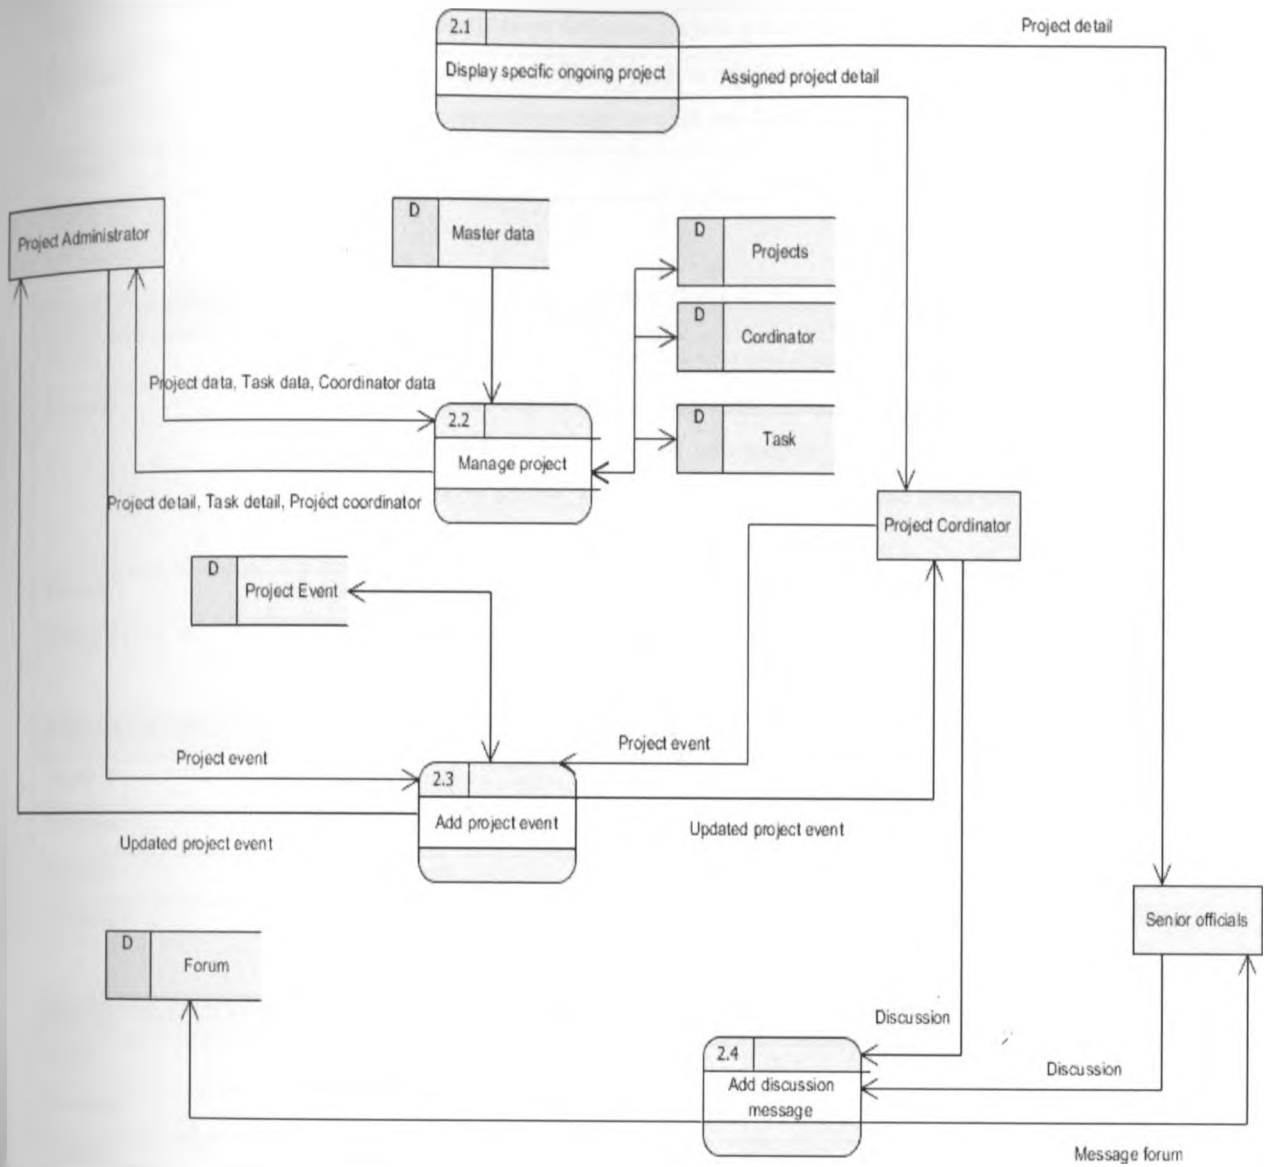 2.1
Project detail
Display specific ongoing project
Assigned project detail
D
Master data
Project Administrator
D
Projects
D
Cordinator
Project data, Task data, Coordinator data
2.2
D
Task
Manage project
Project detail, Task detail, Project coordinator
Project Cordinator
D
Project Event
Project event
Project event
2.3
Add project event
Updated project event
Updated project event
Senior officials
D
Forum
Discussion
2.4
Discussion
Add discussion
message
Message forum